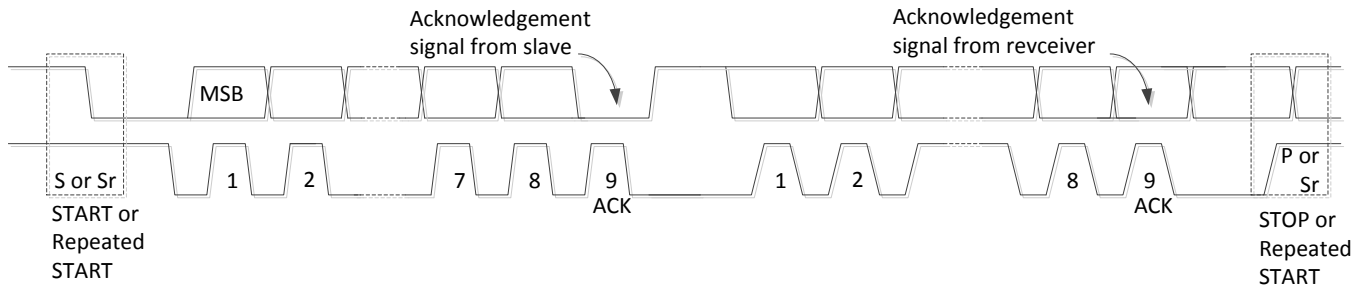 Acknowledgement
signal from slave
Acknowledgement
signal from revceiver
MSB
S or Sr
1
2
7
8
9
ACK
1
2
8
9
ACK
P or
Sr
START or
Repeated
START
STOP or
Repeated
START